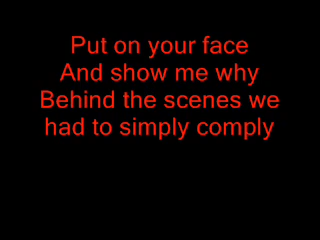 Put on your face
And show me why
Behind the scenes we
had to simply comply